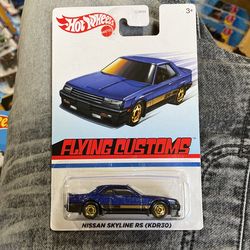 Hot Wheels
3+
FLYING CUSTOMS
NISSAN SKYLINE RS (KDR30)